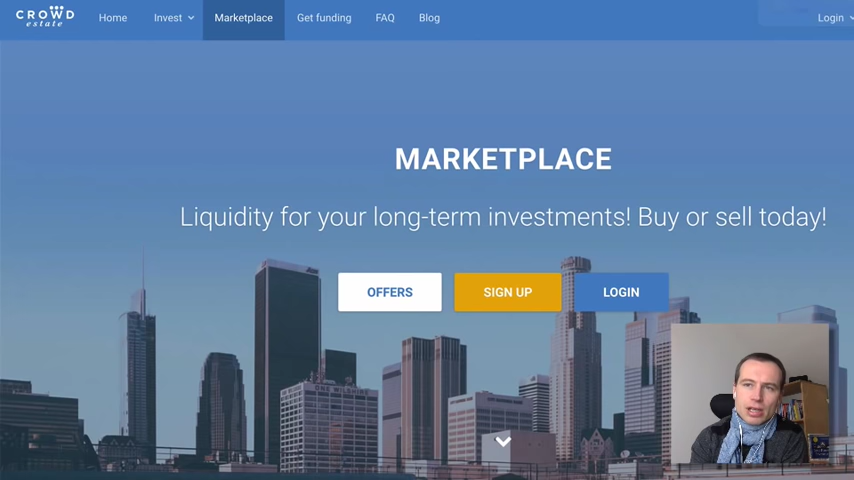 CROWD
estate
Home Invest Marketplace Get funding FAQ Blog Login
MARKETPLACE
Liquidity for your long-term investments! Buy or sell today!
OFFERS SIGN UP LOGIN